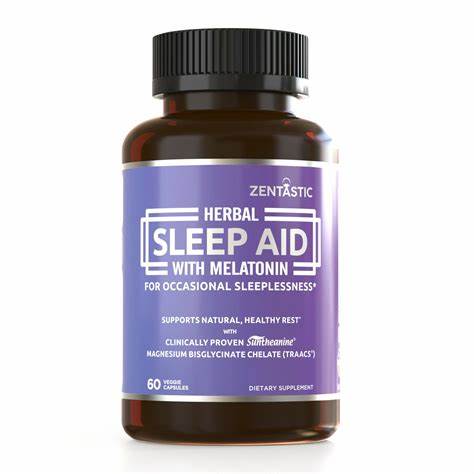 ZENTASTIC
HERBAL
SLEEP AID
WITH MELATONIN
FOR OCCASIONAL SLEEPLESSNESS*
SUPPORTS NATURAL, HEALTHY REST*
WITH
CLINICALLY PROVEN Suntheanine®
MAGNESIUM BISGLYCINATE CHELATE (TRAACS®)
60 VEGGIE
CAPSULES
DIETARY SUPPLEMENT